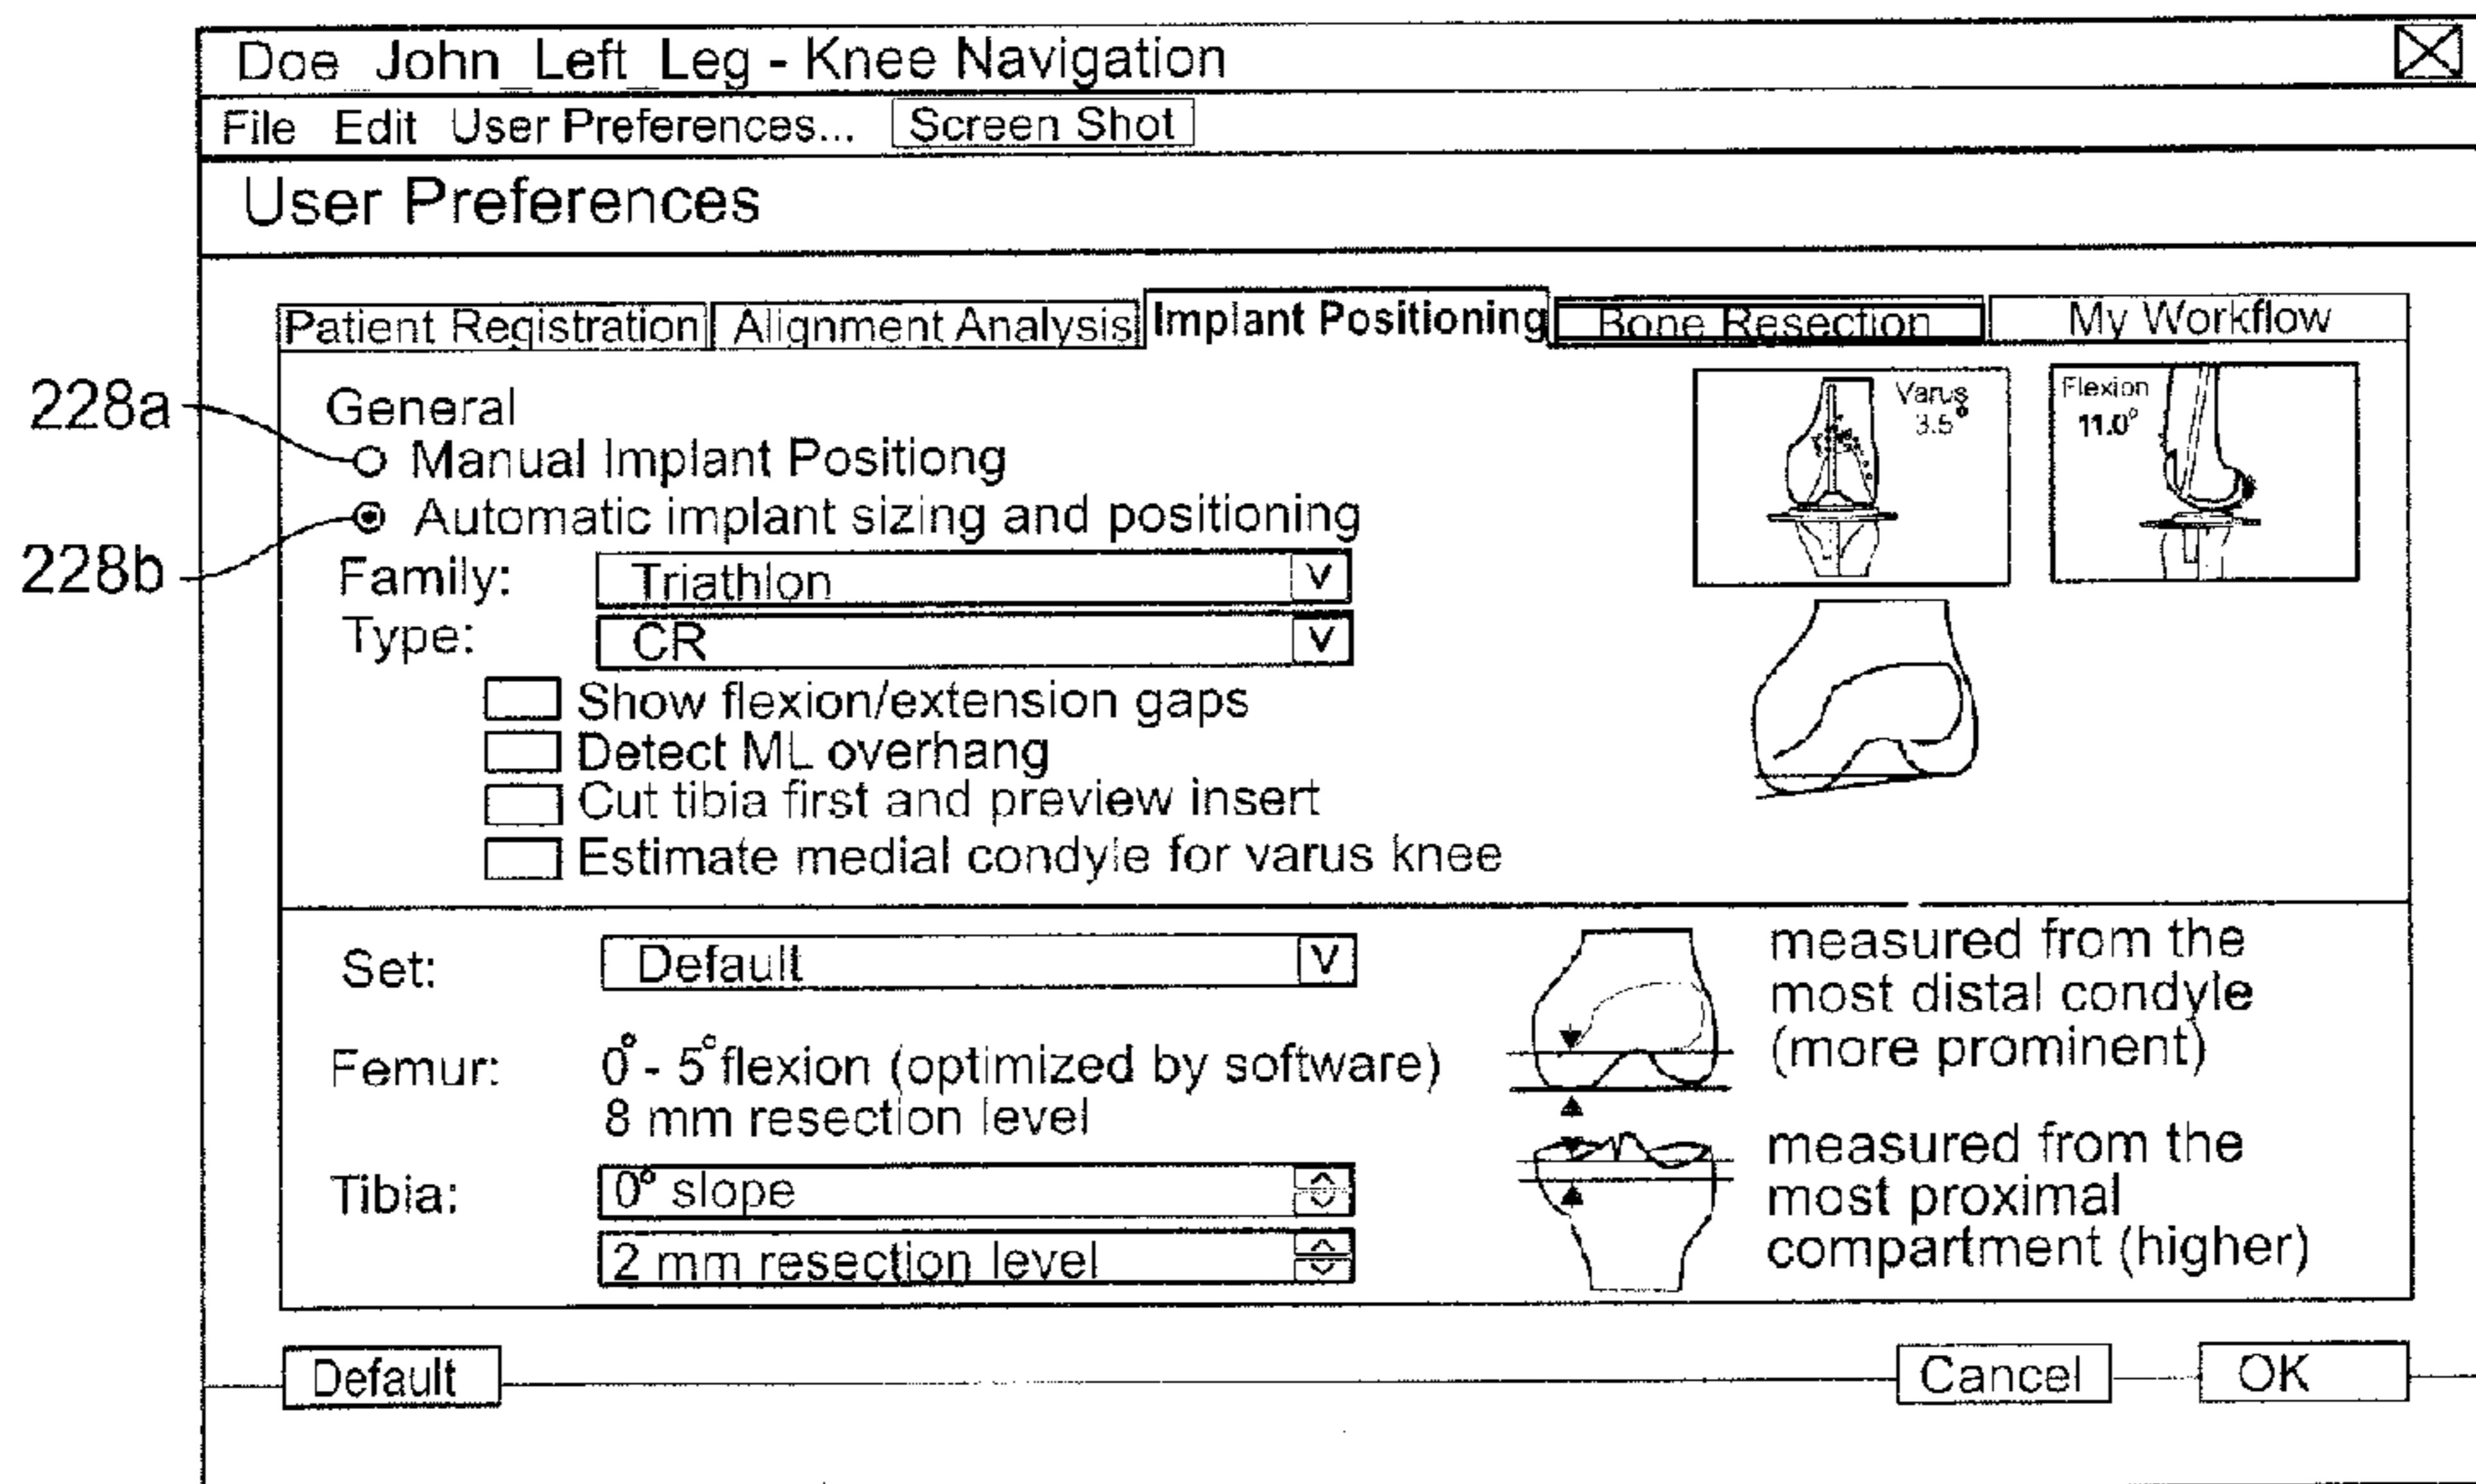 Doe_John_Left_Leg - Knee Navigation
File Edit User Preferences... Screen Shot
User Preferences
Patient Registration Alignment Analysis Implant Positioning Bone Resection My Workflow
228a
General
Manual Implant Positiong
228b
Automatic implant sizing and positioning
Varus
3.5°
Flexion
11.0°
Family: Triathlon V
Type: CR V
Show flexion/extension gaps
Detect ML overhang
Cut tibia first and preview insert
Estimate medial condyle for varus knee
Set: Default V
measured from the
most distal condyle
(more prominent)
Femur: 0° - 5° flexion (optimized by software)
8 mm resection level
Tibia: 0° slope
2 mm resection level
measured from the
most proximal
compartment (higher)
Default Cancel OK